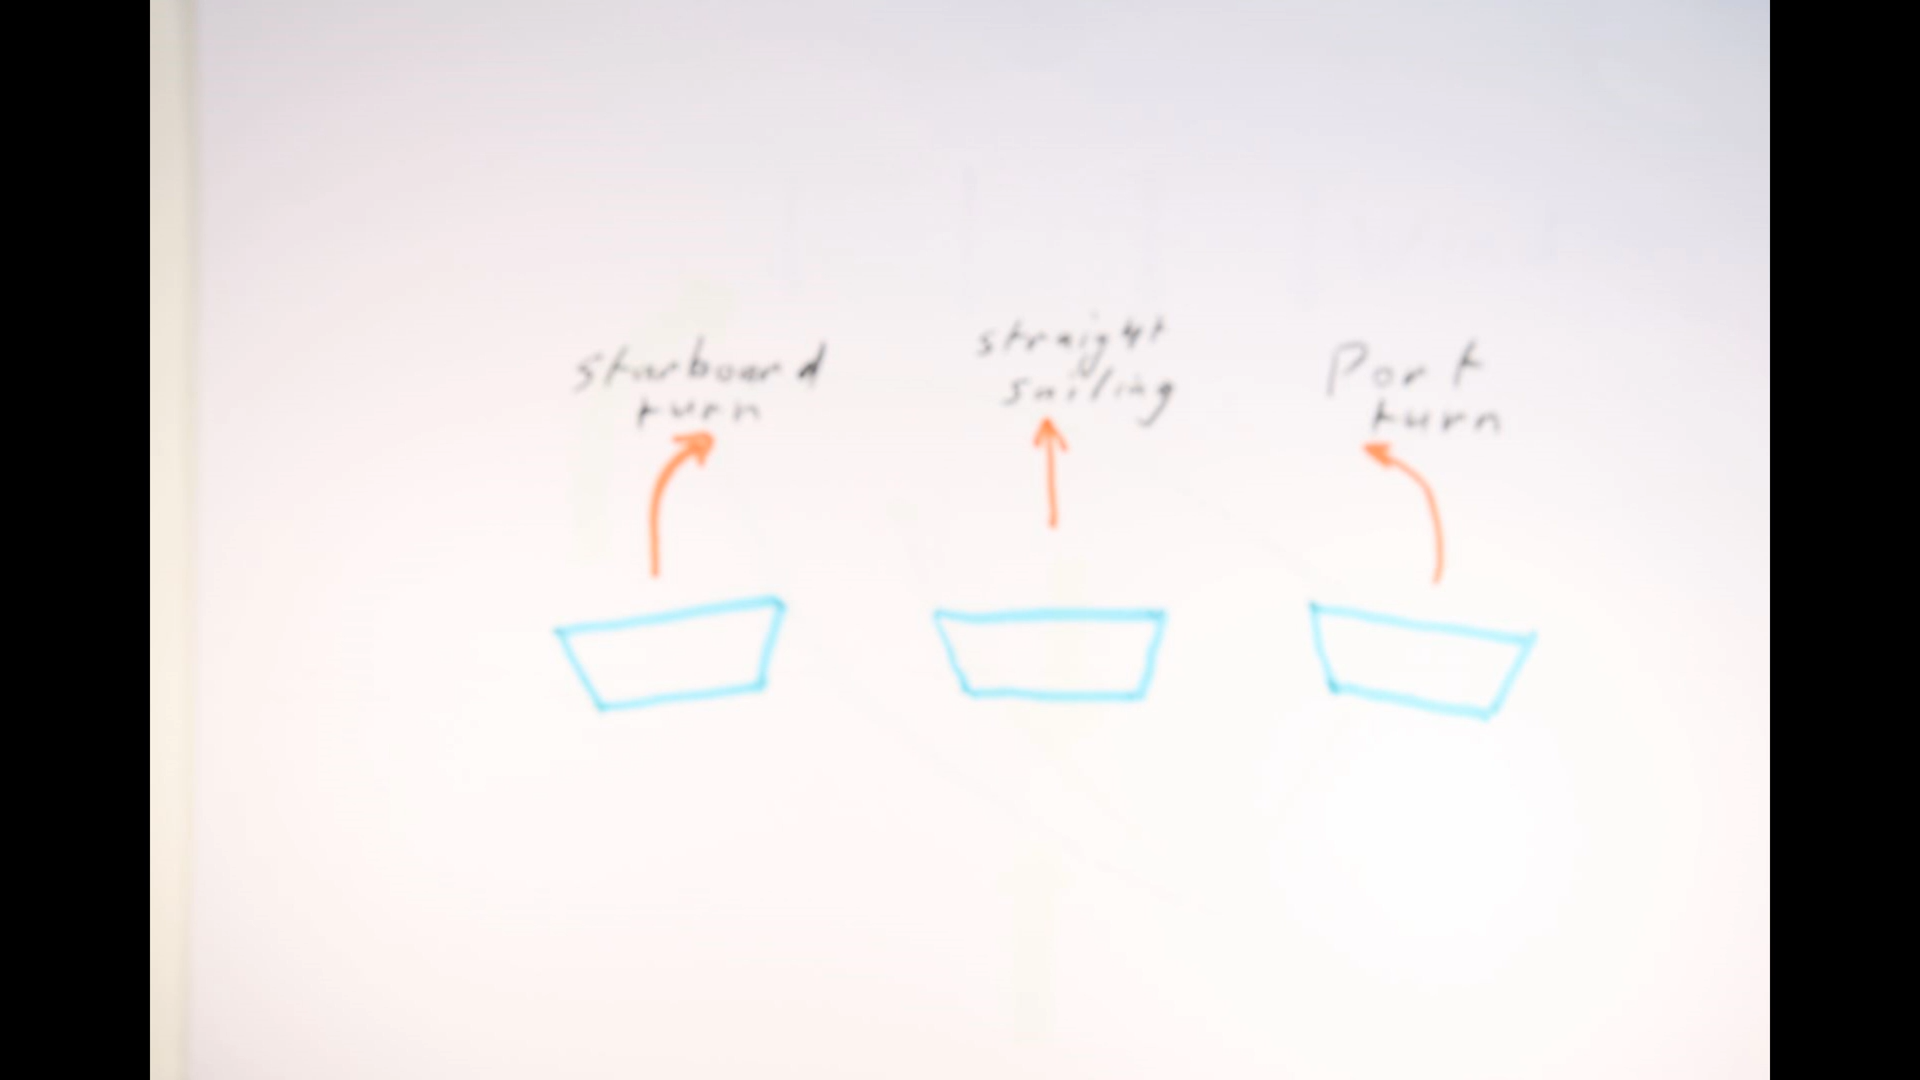 starboard
turn
straight
sailing
Port
turn